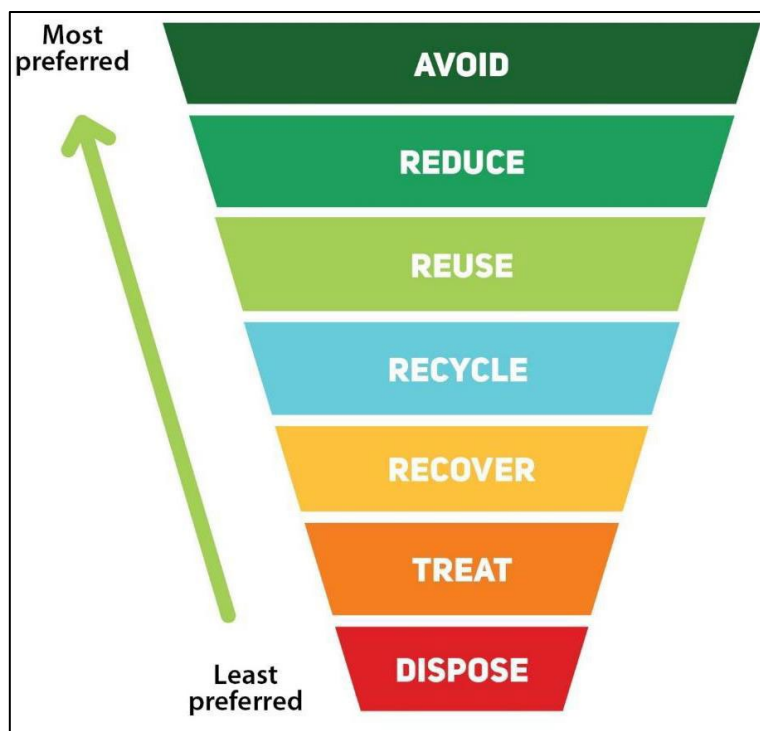 Most
preferred
AVOID
REDUCE
REUSE
RECYCLE
RECOVER
TREAT
DISPOSE
Least
preferred